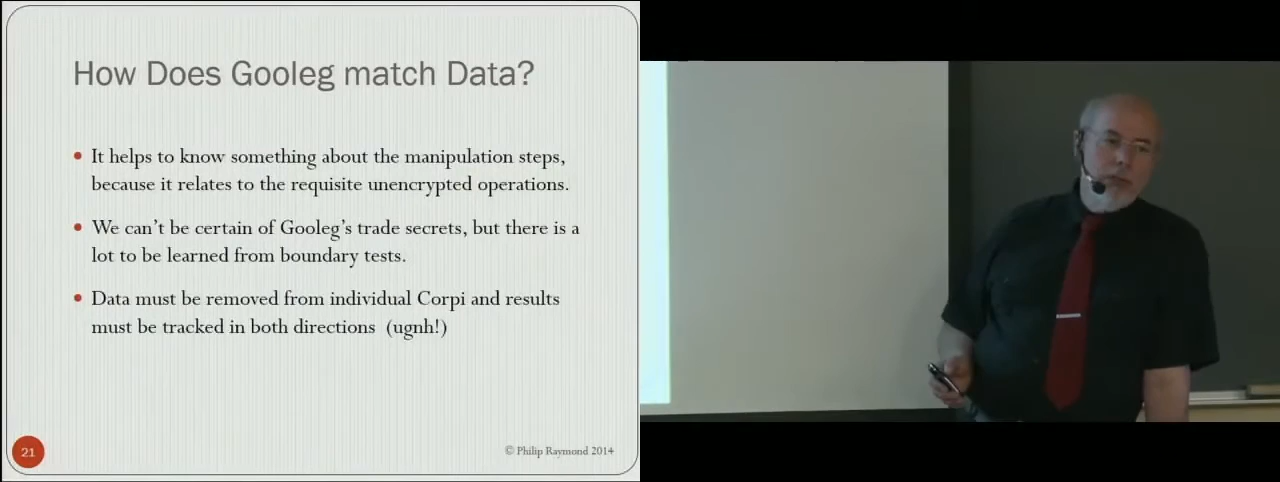 How Does Gooleg match Data?
It helps to know something about the manipulation steps,
because it relates to the requisite unencrypted operations.
We can't be certain of Gooleg's trade secrets, but there is a
lot to be learned from boundary tests.
Data must be removed from individual Corpi and results
must be tracked in both directions (ugnh!)
21
© Philip Raymond 2014